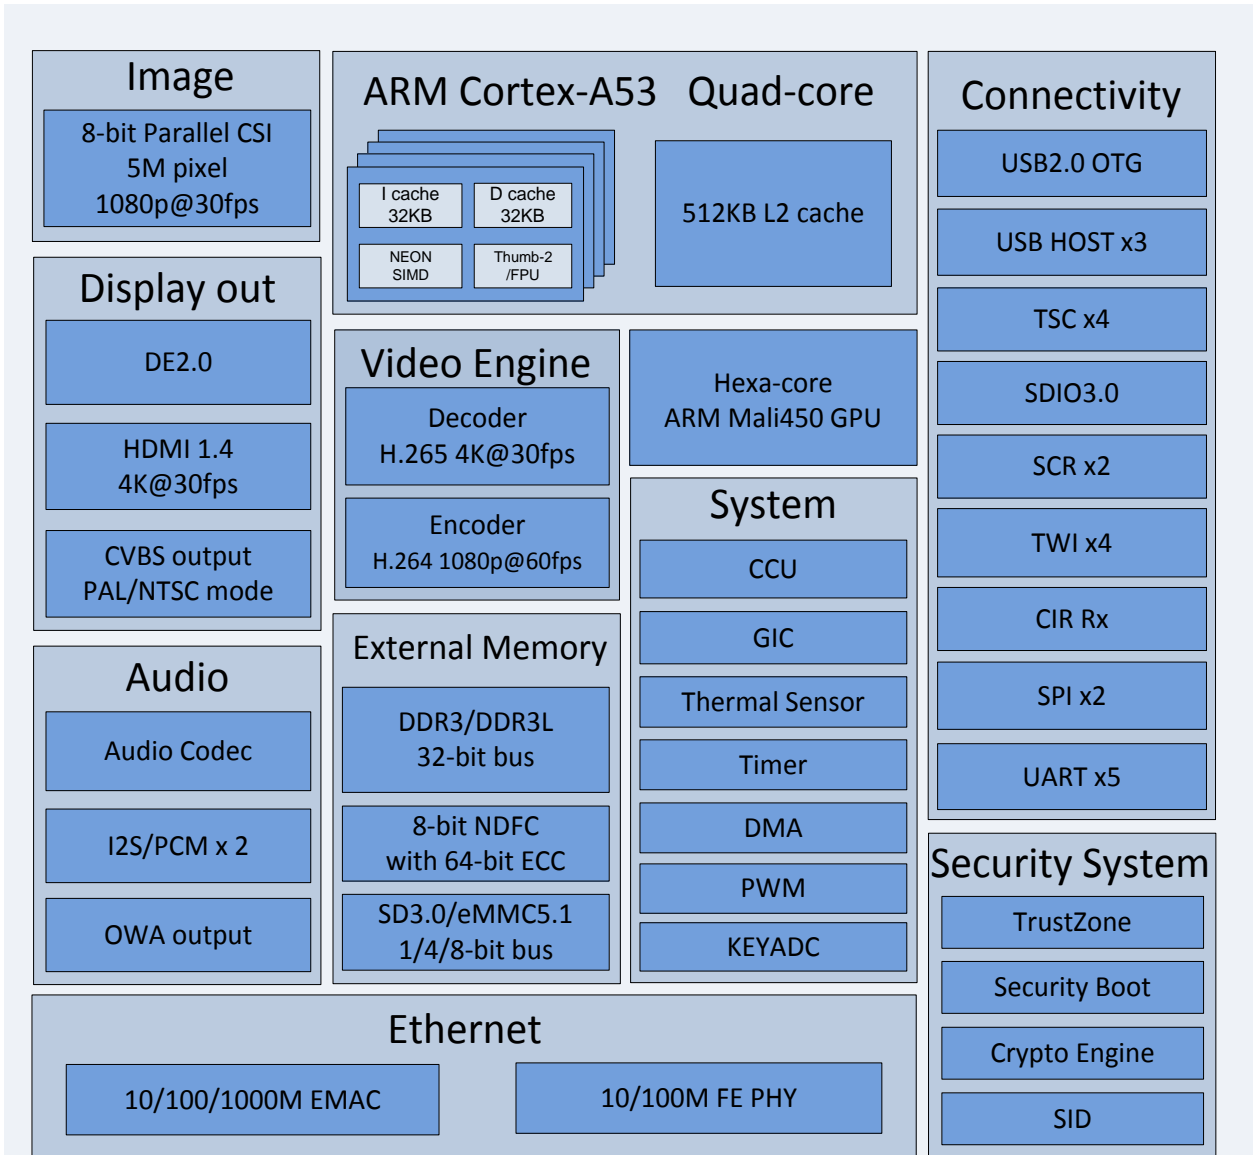 Image
8-bit Parallel CSI
5M pixel
1080p@30fps
Display out
DE2.0
HDMI 1.4
4K@30fps
CVBS output
PAL/NTSC mode
Audio
Audio Codec
I2S/PCM x 2
OWA output
ARM Cortex-A53 Quad-core
I cache
32KB
D cache
32KB
NEON
SIMD
Thumb-2
/FPU
512KB L2 cache
Video Engine
Decoder
H.265 4K@30fps
Encoder
H.264 1080p@60fps
External Memory
DDR3/DDR3L
32-bit bus
8-bit NDFC
with 64-bit ECC
SD3.0/eMMC5.1
1/4/8-bit bus
Hexa-core
ARM Mali450 GPU
System
CCU
GIC
Thermal Sensor
Timer
DMA
PWM
KEYADC
Connectivity
USB2.0 OTG
USB HOST x3
TSC x4
SDIO3.0
SCR x2
TWI x4
CIR Rx
SPI x2
UART x5
Security System
TrustZone
Security Boot
Crypto Engine
SID
Ethernet
10/100/1000M EMAC
10/100M FE PHY